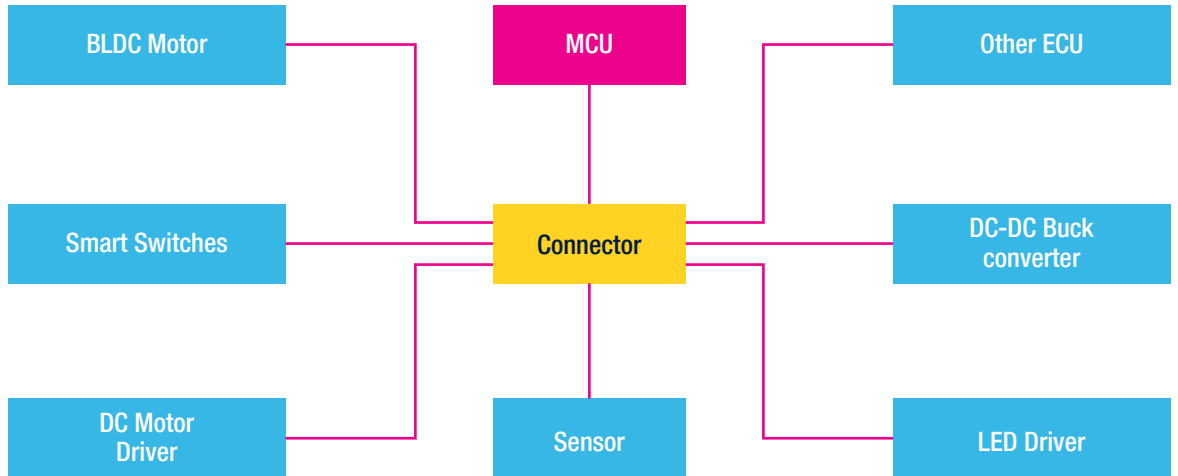 BLDC Motor
MCU
Other ECU
Smart Switches
Connector
DC-DC Buck
converter
DC Motor
Driver
Sensor
LED Driver